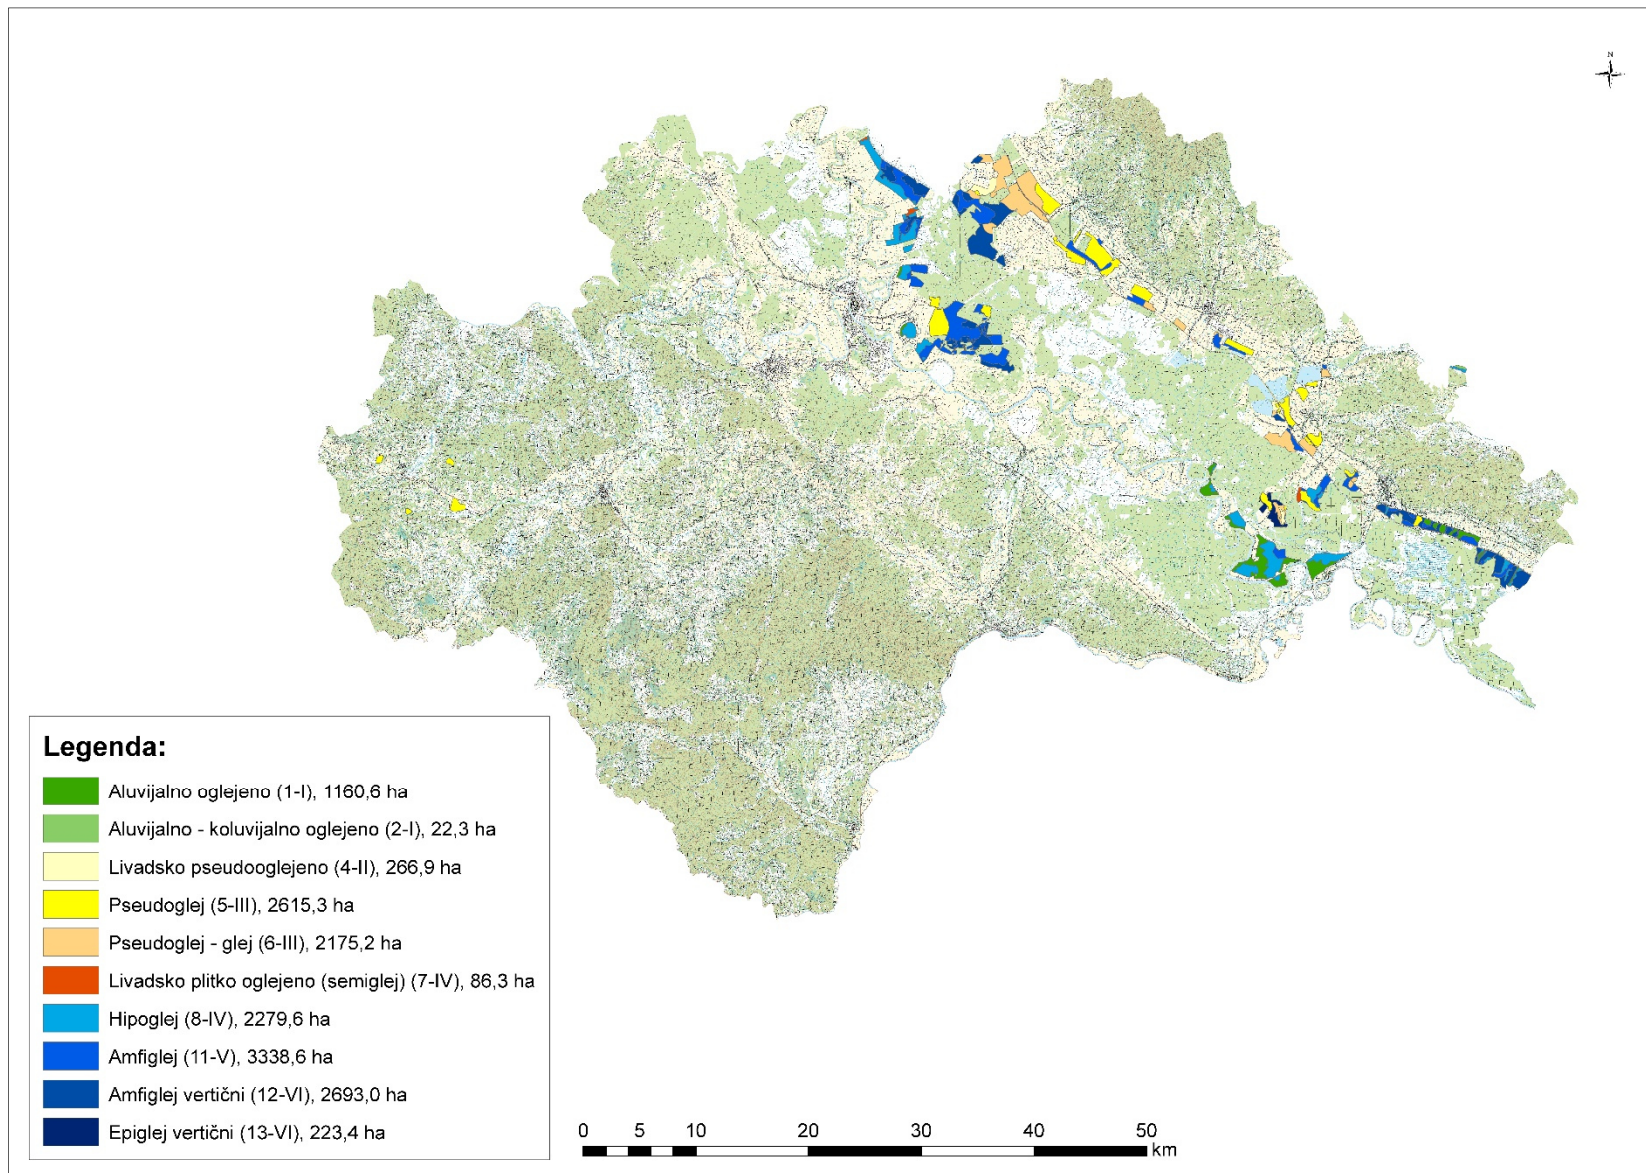 N
Legenda:
Aluvijalno oglejeno (1-I), 1160,6 ha
Aluvijalno - koluvijalno oglejeno (2-I), 22,3 ha
Livadsko pseudooglejeno (4-II), 266,9 ha
Pseudoglej (5-III), 2615,3 ha
Pseudoglej - glej (6-III), 2175,2 ha
Livadsko plitko oglejeno (semiglej) (7-IV), 86,3 ha
Hipoglej (8-IV), 2279,6 ha
Amfiglej (11-V), 3338,6 ha
Amfiglej vertični (12-VI), 2693,0 ha
Epiglej vertični (13-VI), 223,4 ha
0 5 10 20 30 40 50
km